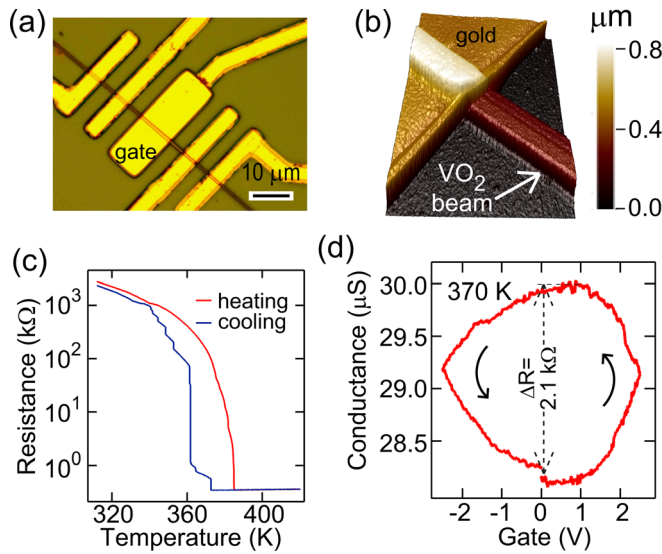 (a)
gate
10 μm
(b)
μm
gold
0.8
0.4
0.0
VO2
beam
(c)
Resistance (kΩ)
10^3
10^2
10^1
10^0
heating
cooling
320 360 400
Temperature (K)
(d)
Conductance (μS)
30.0
29.5
29.0
28.5
370 K
ΔR=
2.1 kΩ
-2 -1 0 1 2
Gate (V)